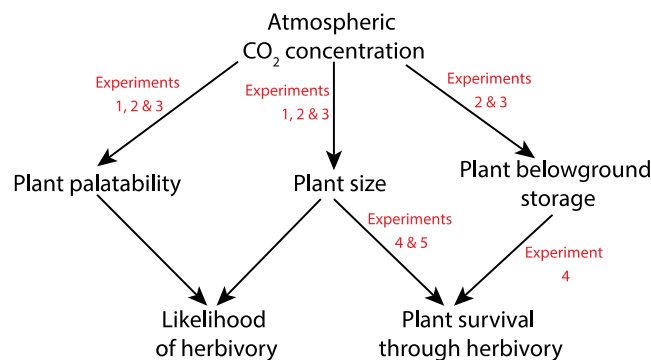 Atmospheric
CO₂ concentration
Experiments
1, 2 & 3
Experiments
1, 2 & 3
Experiments
2 & 3
Plant palatability
Plant size
Plant belowground
storage
Experiments
4 & 5
Experiment
4
Likelihood
of herbivory
Plant survival
through herbivory